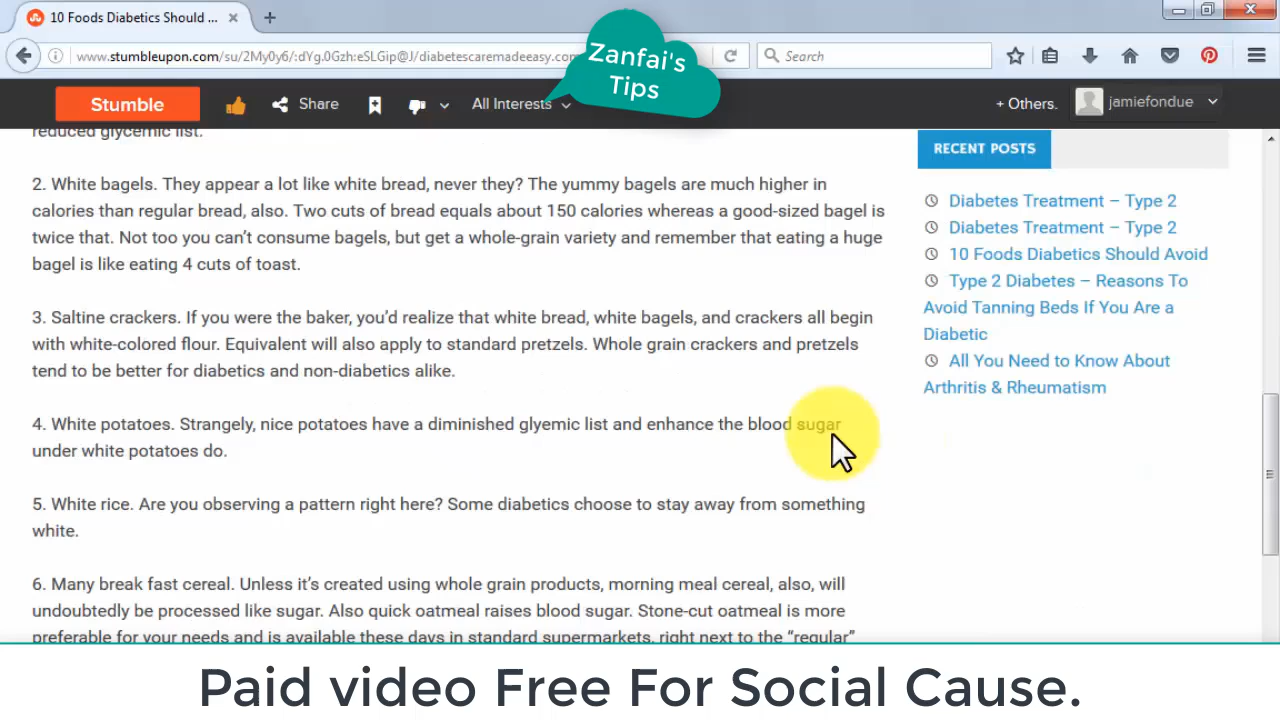 10 Foods Diabetics Should ...
www.stumbleupon.com/su/2My0y6/:dYg.0Gzh:eSLGip@J/diabetescaremadeeasy.com
Search
Zanfai's
Tips
Stumble
Share
All Interests
+ Others.
jamiefondue
reduced glycemic list.
2. White bagels. They appear a lot like white bread, never they? The yummy bagels are much higher in
calories than regular bread, also. Two cuts of bread equals about 150 calories whereas a good-sized bagel is
twice that. Not too you can't consume bagels, but get a whole-grain variety and remember that eating a huge
bagel is like eating 4 cuts of toast.
3. Saltine crackers. If you were the baker, you'd realize that white bread, white bagels, and crackers all begin
with white-colored flour. Equivalent will also apply to standard pretzels. Whole grain crackers and pretzels
tend to be better for diabetics and non-diabetics alike.
4. White potatoes. Strangely, nice potatoes have a diminished glyemic list and enhance the blood sugar
under white potatoes do.
5. White rice. Are you observing a pattern right here? Some diabetics choose to stay away from something
white.
6. Many break fast cereal. Unless it's created using whole grain products, morning meal cereal, also, will
undoubtedly be processed like sugar. Also quick oatmeal raises blood sugar. Stone-cut oatmeal is more
preferable for your needs and is available these days in standard supermarkets, right next to the "regular"
RECENT POSTS
Diabetes Treatment – Type 2
Diabetes Treatment – Type 2
10 Foods Diabetics Should Avoid
Type 2 Diabetes – Reasons To
Avoid Tanning Beds If You Are a
Diabetic
All You Need to Know About
Arthritis & Rheumatism
Paid video Free For Social Cause.